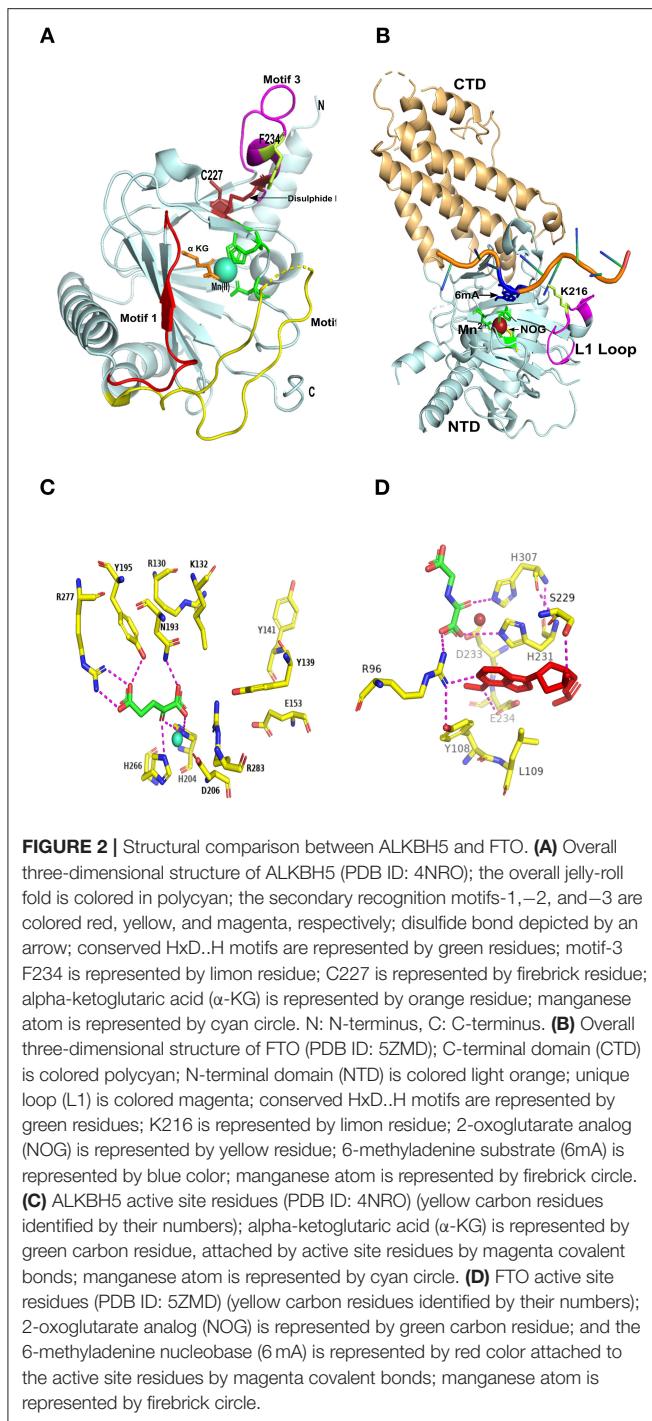 A
Motif 3
N
F234
C227
Disulphide
α KG
Mn(II)
Motif 1
Motif
C
B
CTD
K216
6mA
Mn2+
NOG
L1 Loop
NTD
C
Y195
R130
K132
R277
N193
Y141
Y139
E153
R283
H266
H204
D206
D
H307
S229
D233
H231
R96
E234
Y108
L109
FIGURE 2 | Structural comparison between ALKBH5 and FTO. (A) Overall
three-dimensional structure of ALKBH5 (PDB ID: 4NRO); the overall jelly-roll
fold is colored in polycyan; the secondary recognition motifs-1,−2, and−3 are
colored red, yellow, and magenta, respectively; disulfide bond depicted by an
arrow; conserved HxD..H motifs are represented by green residues; motif-3
F234 is represented by limon residue; C227 is represented by firebrick residue;
alpha-ketoglutaric acid (α-KG) is represented by orange residue; manganese
atom is represented by cyan circle. N: N-terminus, C: C-terminus. (B) Overall
three-dimensional structure of FTO (PDB ID: 5ZMD); C-terminal domain (CTD)
is colored polycyan; N-terminal domain (NTD) is colored light orange; unique
loop (L1) is colored magenta; conserved HxD..H motifs are represented by
green residues; K216 is represented by limon residue; 2-oxoglutarate analog
(NOG) is represented by yellow residue; 6-methyladenine substrate (6mA) is
represented by blue color; manganese atom is represented by firebrick circle.
(C) ALKBH5 active site residues (PDB ID: 4NRO) (yellow carbon residues
identified by their numbers); alpha-ketoglutaric acid (α-KG) is represented by
green carbon residue, attached by active site residues by magenta covalent
bonds; manganese atom is represented by cyan circle. (D) FTO active site
residues (PDB ID: 5ZMD) (yellow carbon residues identified by their numbers);
2-oxoglutarate analog (NOG) is represented by green carbon residue; and the
6-methyladenine nucleobase (6 mA) is represented by red color attached to
the active site residues by magenta covalent bonds; manganese atom is
represented by firebrick circle.